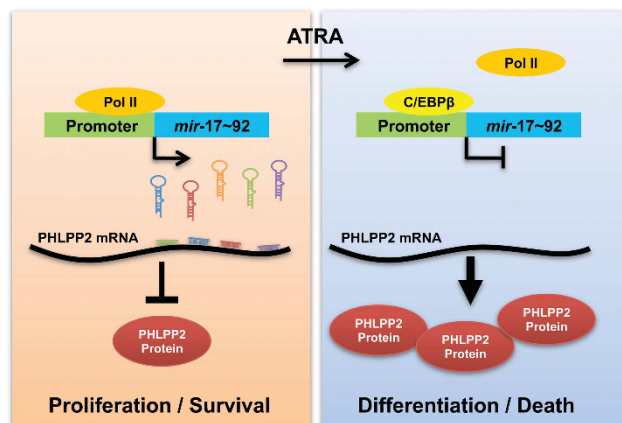 ATRA
Pol II
Promoter
mir-17~92
PHLPP2 mRNA
PHLPP2
Protein
Proliferation / Survival
Pol II
C/EBPβ
Promoter
mir-17~92
PHLPP2 mRNA
PHLPP2
Protein
PHLPP2
Protein
PHLPP2
Protein
Differentiation / Death